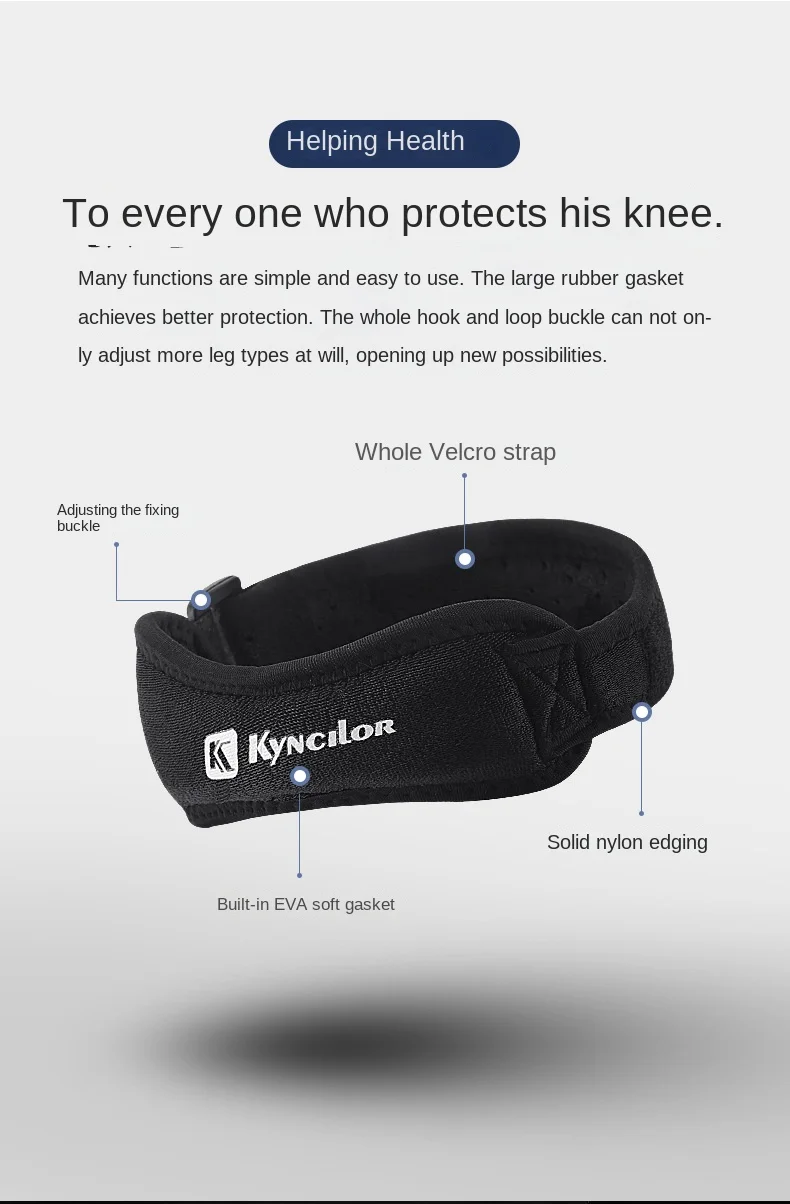 Helping Health
To every one who protects his knee.
Many functions are simple and easy to use. The large rubber gasket
achieves better protection. The whole hook and loop buckle can not on-
ly adjust more leg types at will, opening up new possibilities.
Whole Velcro strap
Adjusting the fixing
buckle
K KYNCILOR
Solid nylon edging
Built-in EVA soft gasket